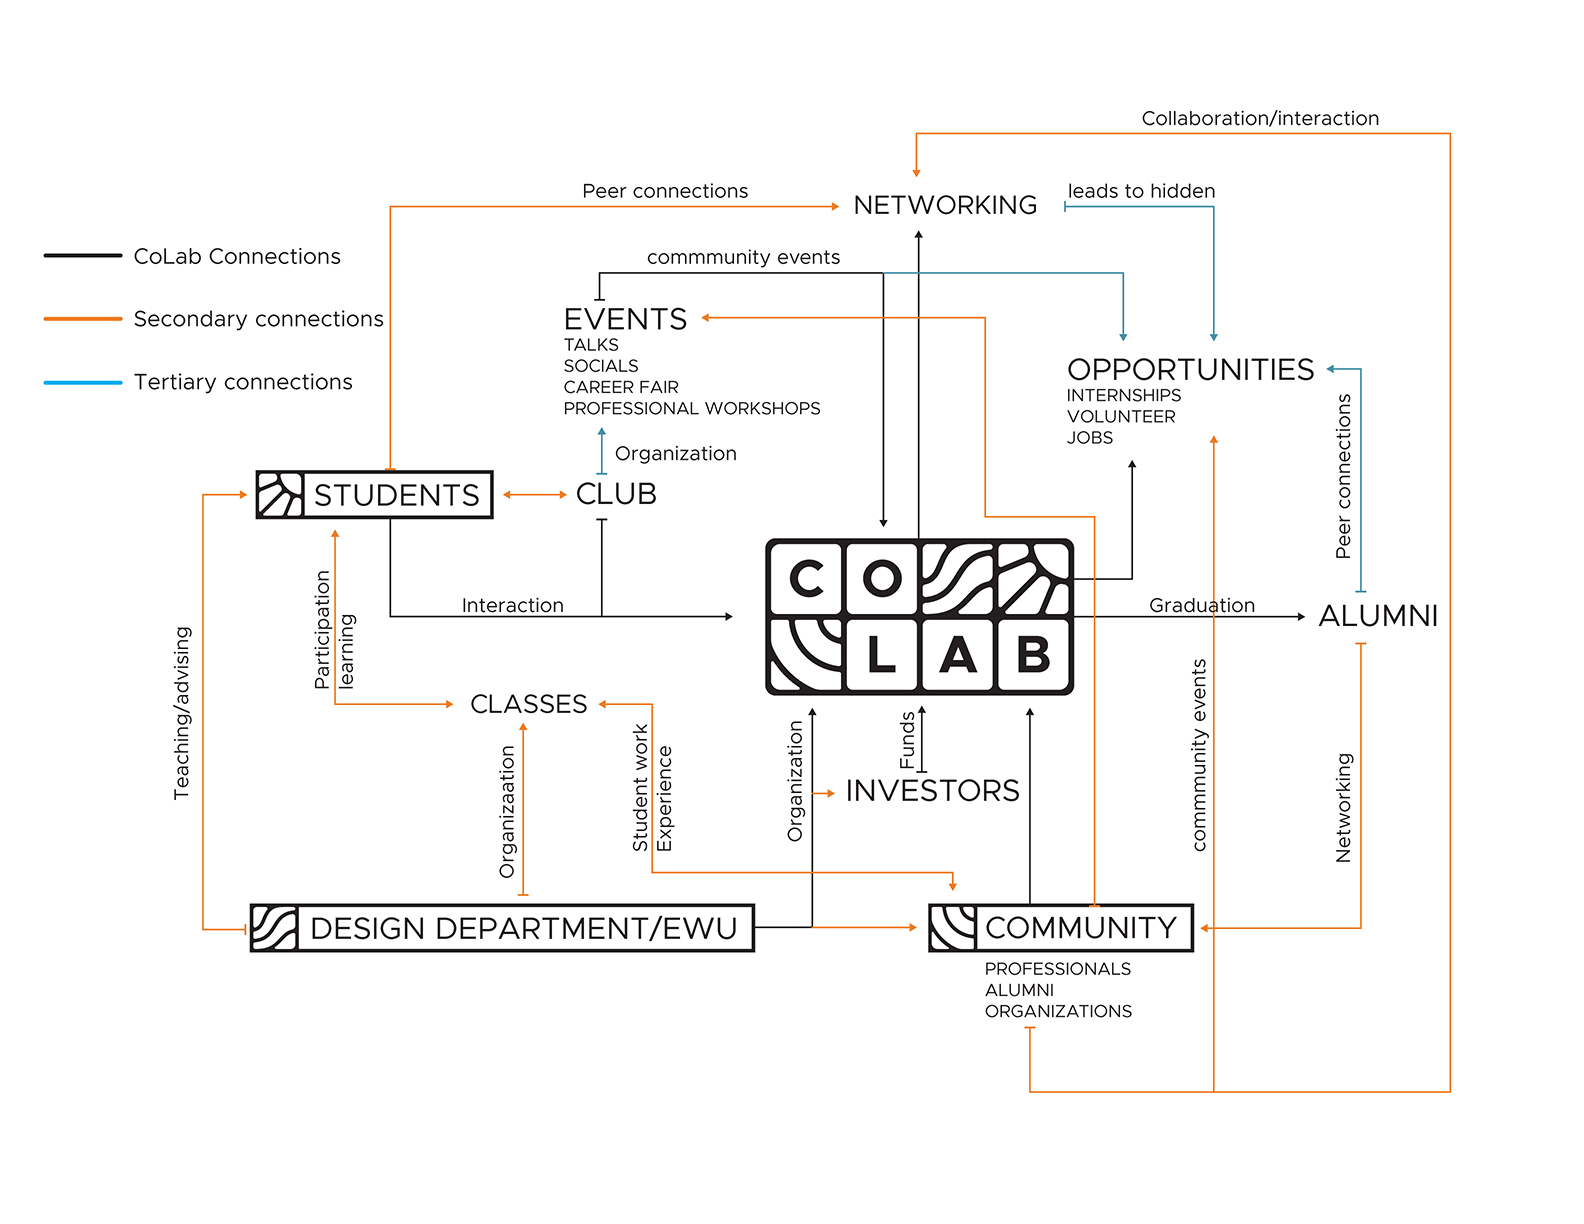 Collaboration/interaction
Peer connections
NETWORKING
leads to hidden
CoLab Connections
commmunity events
Secondary connections
EVENTS
TALKS
SOCIALS
CAREER FAIR
PROFESSIONAL WORKSHOPS
Tertiary connections
OPPORTUNITIES
INTERNSHIPS
VOLUNTEER
JOBS
Organization
Peer connections
STUDENTS
CLUB
CO
LAB
Interaction
Graduation
ALUMNI
Participation
learning
Teaching/advising
CLASSES
Organizaation
Student work
Experience
Organization
Funds
INVESTORS
commmunity events
Networking
DESIGN DEPARTMENT/EWU
COMMUNITY
PROFESSIONALS
ALUMNI
ORGANIZATIONS